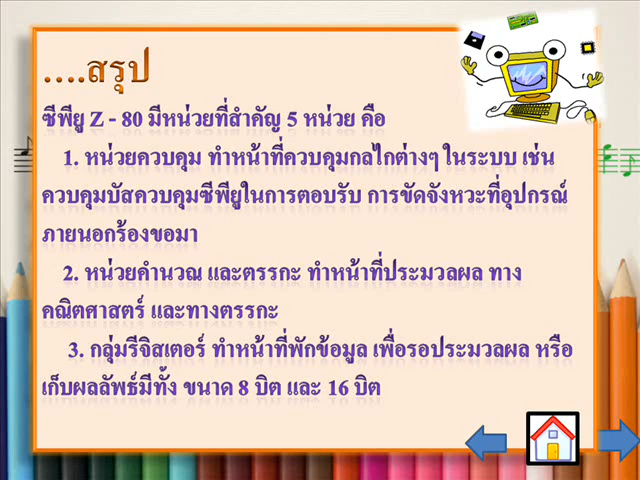 ....สรุป
ซีพียู Z - 80 มีหน่วยที่สำคัญ 5 หน่วย คือ
1. หน่วยควบคุม ทำหน้าที่ควบคุมกลไกต่างๆ ในระบบ เช่น
ควบคุมบัสควบคุมซีพียูในการตอบรับ การขัดจังหวะที่อุปกรณ์
ภายนอกร้องขอมา
2. หน่วยคำนวณ และตรรกะ ทำหน้าที่ประมวลผล ทาง
คณิตศาสตร์ และทางตรรกะ
3. กลุ่มรีจิสเตอร์ ทำหน้าที่พักข้อมูล เพื่อรอประมวลผล หรือ
เก็บผลลัพธ์มีทั้ง ขนาด 8 บิต และ 16 บิต